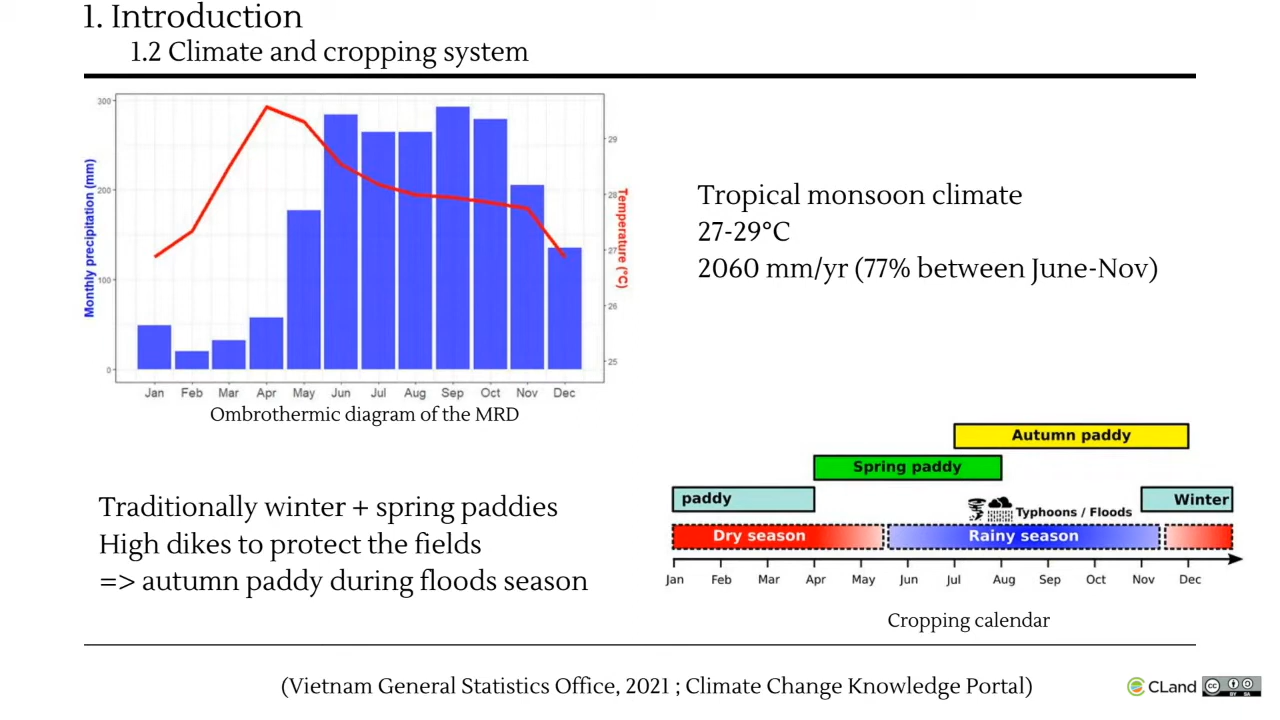 1. Introduction
1.2 Climate and cropping system
300
200
100
0
Monthly precipitation (mm)
29
28
27
26
25
Temperature (°C)
Jan Feb Mar Apr May Jun Jul Aug Sep Oct Nov Dec
Ombrothermic diagram of the MRD
Tropical monsoon climate
27-29°C
2060 mm/yr (77% between June-Nov)
Traditionally winter + spring paddies
High dikes to protect the fields
=> autumn paddy during floods season
Autumn paddy
Spring paddy
paddy
Winter
Typhoons / Floods
Dry season
Rainy season
Jan Feb Mar Apr May Jun Jul Aug Sep Oct Nov Dec
Cropping calendar
(Vietnam General Statistics Office, 2021 ; Climate Change Knowledge Portal)
CLand
cc
BY SA